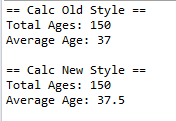 == Calc Old Style ==
Total Ages: 150
Average Age: 37
== Calc New Style ==
Total Ages: 150
Average Age: 37.5